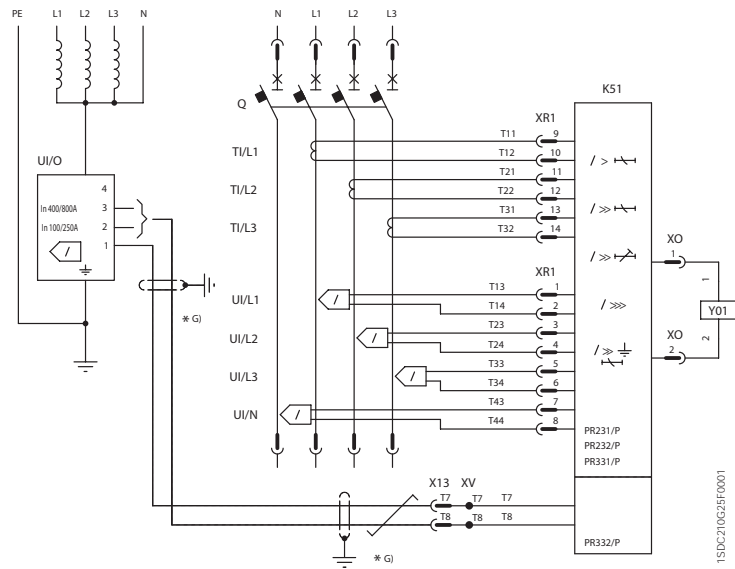 PE L1 L2 L3 N
N L1 L2 L3
K51
Q
XR1
UI/O
TI/L1
T11 9
T12 10
TI/L2
T21 11
T22 12
TI/L3
T31 13
T32 14
4
In 400/800A 3
In 100/250A 2
1
/
/ >
/ >>
/ >>
/ >>>
/ >>
XR1
UI/L1
/
T13 1
T14 2
UI/L2
/
T23 3
T24 4
UI/L3
/
T33 5
T34 6
UI/N
/
T43 7
T44 8
* G)
XO
1
1
Y01
2
XO
2
PR231/P
PR232/P
PR331/P
X13 XV
T7 T7 T7
T8 T8 T8
* G)
PR332/P
1SDC210G25F0001